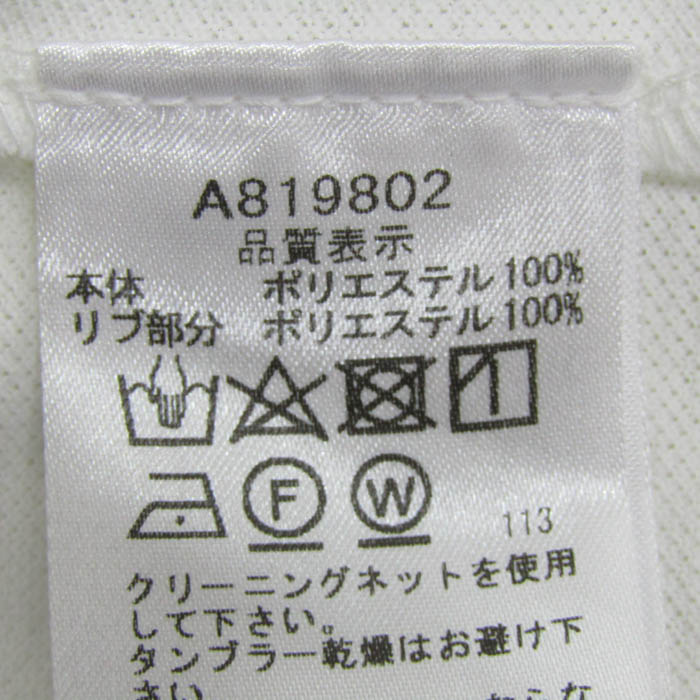 A819802
品質表示
本体 ポリエステル100%
リブ部分 ポリエステル100%
F W 113
クリーニングネットを使用
して下さい。
タンブラー乾燥はお避け下
さい